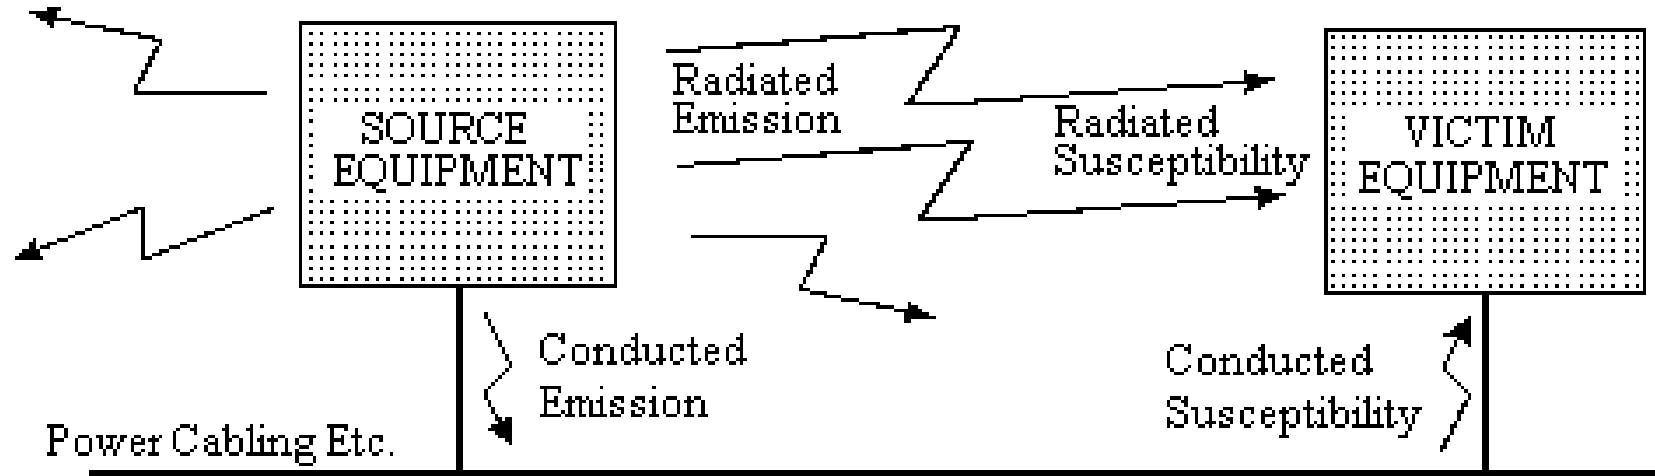 SOURCE
EQUIPMENT
Radiated
Emission
Radiated
Susceptibility
VICTIM
EQUIPMENT
Conducted
Emission
Conducted
Susceptibility
Power Cabling Etc.